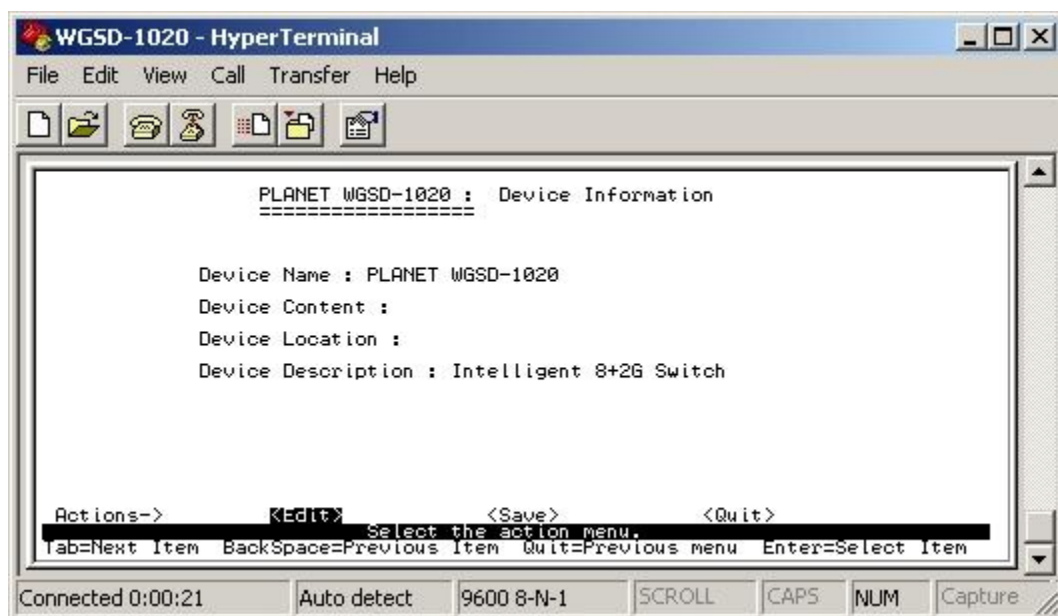 WGSD-1020 - HyperTerminal
File Edit View Call Transfer Help
PLANET WGSD-1020 : Device Information
==================
Device Name : PLANET WGSD-1020
Device Content :
Device Location :
Device Description : Intelligent 8+2G Switch
Actions-> <Edit> <Save> <Quit>
Select the action menu.
Tab=Next Item BackSpace=Previous Item Quit=Previous menu Enter=Select Item
Connected 0:00:21 Auto detect 9600 8-N-1 SCROLL CAPS NUM Capture